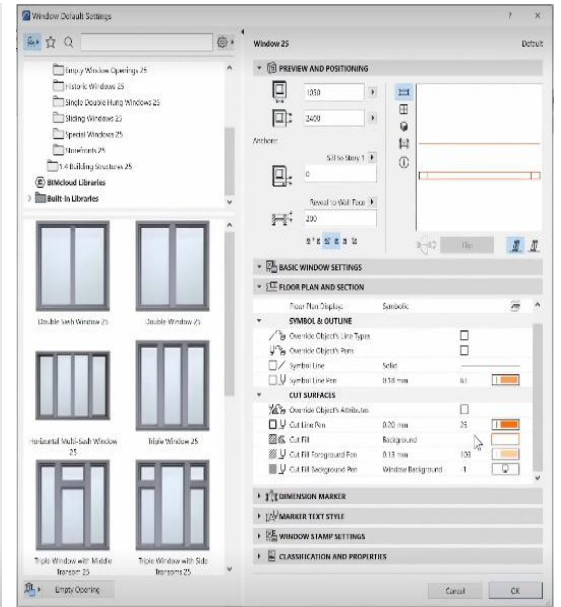 Window Default Settings
? ×
Window 25
Default
Empty Window Openings 25
Historic Windows 25
Single Double Hung Windows 25
Sliding Windows 25
Special Windows 25
Storefronts 25
1.4 Building Structures 25
BIMcloud Libraries
Built-in Libraries
Double Sash Window 25
Double Window 25
Horizontal Multi-Sash Window 25
Triple Window 25
Triple Window with Middle Transom 25
Triple Window with Side Transoms 25
Empty Opening
PREVIEW AND POSITIONING
2400
Anchors:
Sill to Story 1
0
Reveal to Wall Face
200
Flip
BASIC WINDOW SETTINGS
FLOOR PLAN AND SECTION
Floor Plan Display: Symbolic
SYMBOL & OUTLINE
Override Object's Line Types
Override Object's Pens
Symbol Line Solid
Symbol Line Pen 0.18 mm
CUT SURFACES
Override Object's Attributes
Cut Line Pen 0.20 mm
Cut Fill Background
Cut Fill Foreground Pen 0.13 mm
Cut Fill Background Pen Window Background -1
DIMENSION MARKER
MARKER TEXT STYLE
WINDOW STAMP SETTINGS
CLASSIFICATION AND PROPERTIES
Cancel
OK